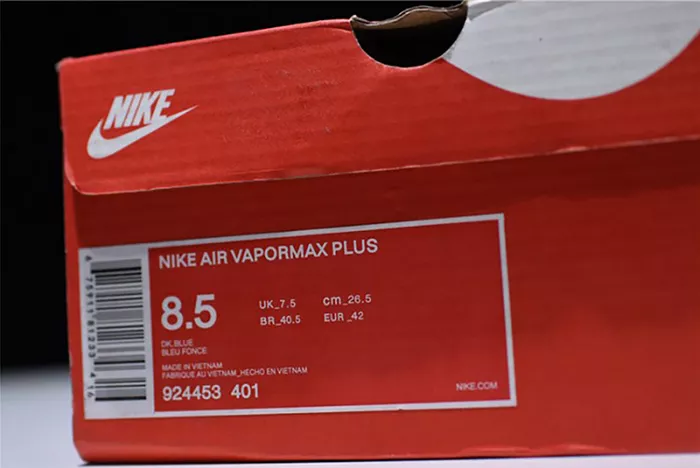 NIKE
NIKE AIR VAPORMAX PLUS
8.5
UK_7.5 cm_26.5
BR_40.5 EUR_42
DK.BLUE
BLEU FONCE
MADE IN VIETNAM
FABRIQUE AU VIETNAM_HECHO EN VIETNAM
924453 401
NIKE.COM